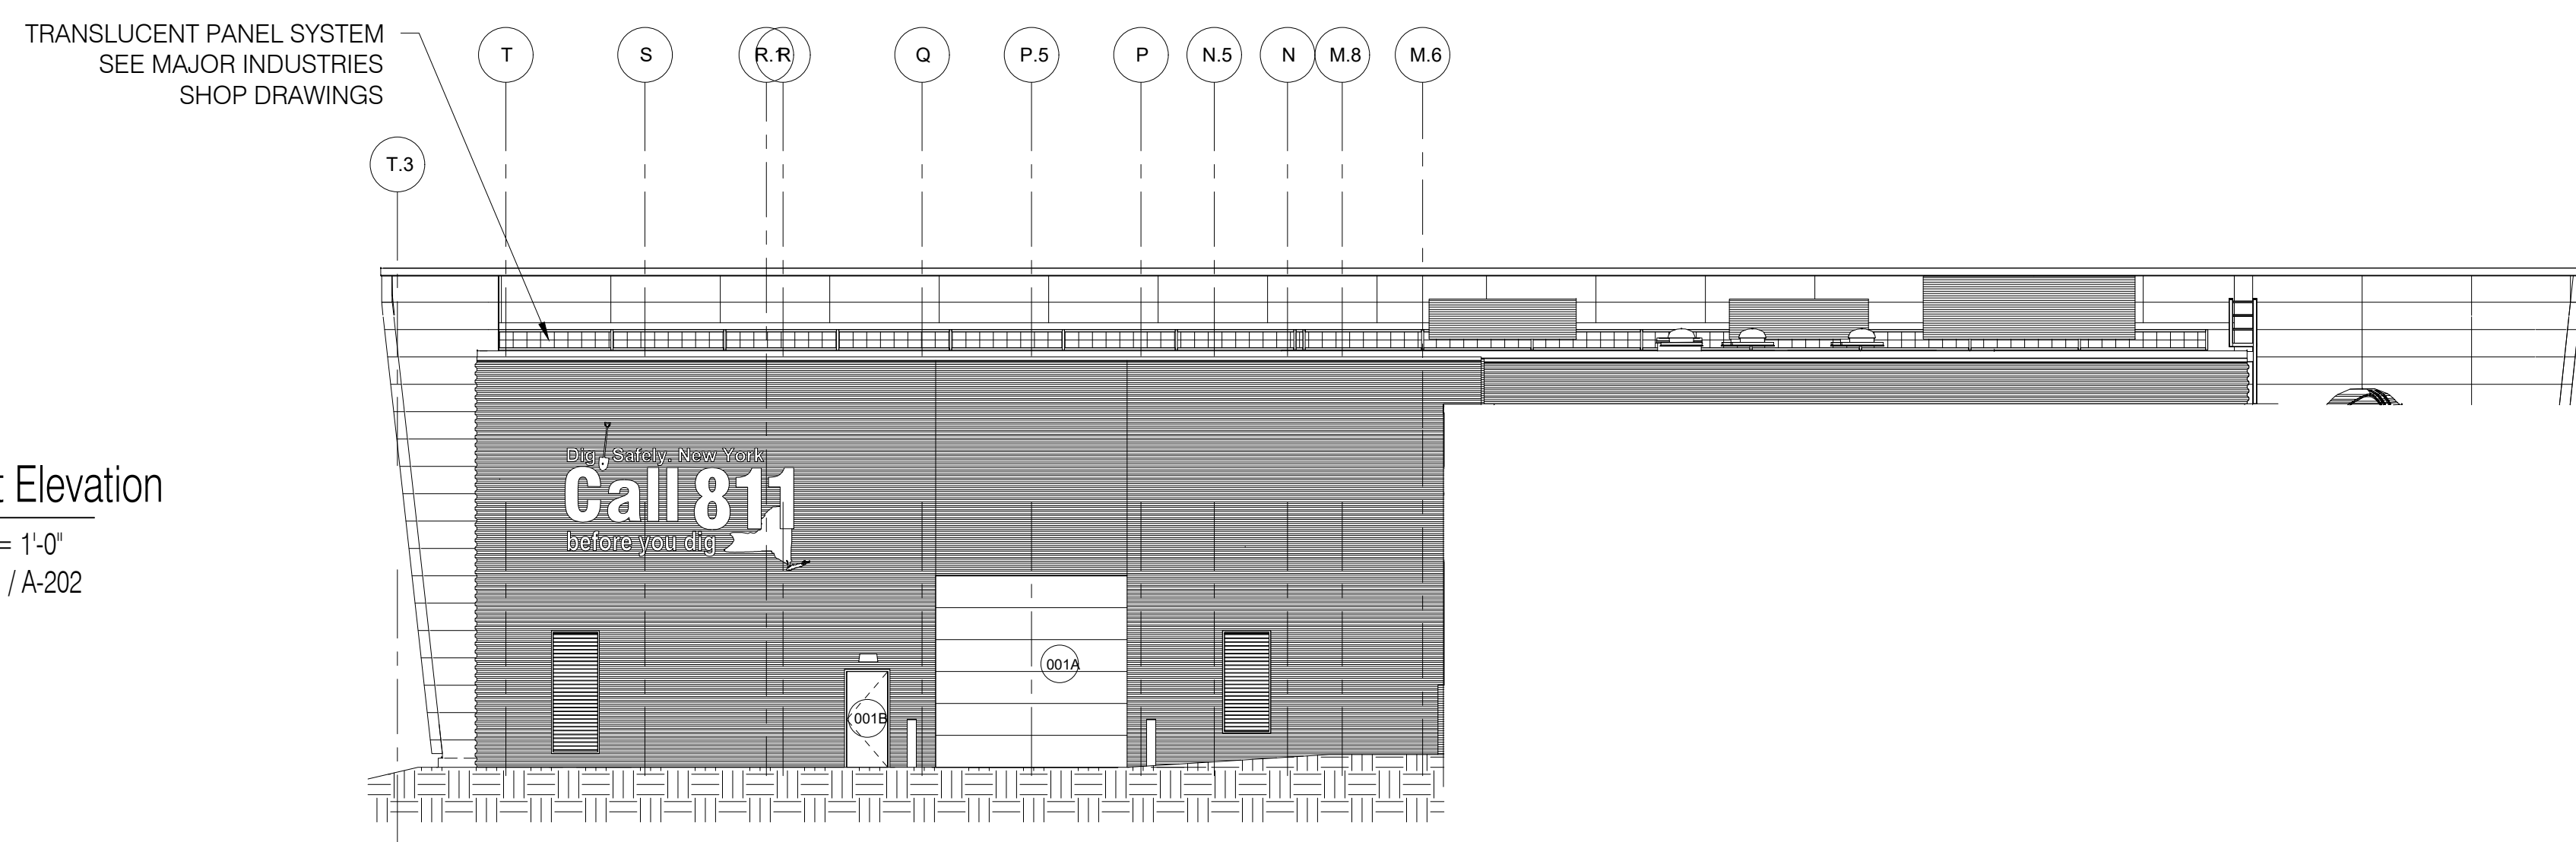 TRANSLUCENT PANEL SYSTEM
SEE MAJOR INDUSTRIES
SHOP DRAWINGS
T
S
R.1
R
Q
P.5
P
N.5
N
M.8
M.6
T.3
Dig Safely. New York
Call 811
before you dig
t Elevation
= 1'-0"
/ A-202
001A
001B